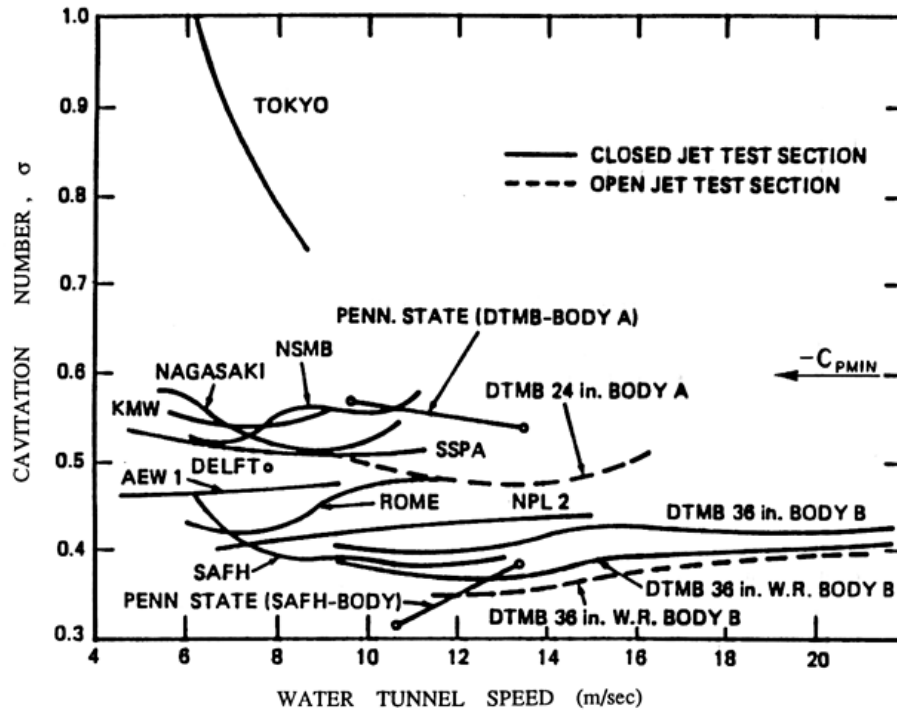 1.0
0.9
0.8
0.7
0.6
0.5
0.4
0.3
CAVITATION NUMBER, σ
TOKYO
CLOSED JET TEST SECTION
OPEN JET TEST SECTION
PENN. STATE (DTMB-BODY A)
NSMB
NAGASAKI
-C PMIN
DTMB 24 in. BODY A
KMW
SSPA
DELFT
AEW 1
ROME
NPL 2
DTMB 36 in. BODY B
SAFH
PENN STATE (SAFH-BODY)
DTMB 36 in. W.R. BODY B
DTMB 36 in. W.R. BODY B
4 6 8 10 12 14 16 18 20
WATER TUNNEL SPEED (m/sec)